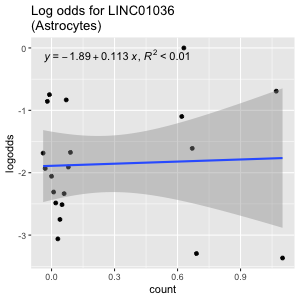 Log odds for LINC01036
(Astrocytes)
y = −1.89 + 0.113 x, R² < 0.01
0
-1
-2
-3
logodds
0.0 0.3 0.6 0.9
count